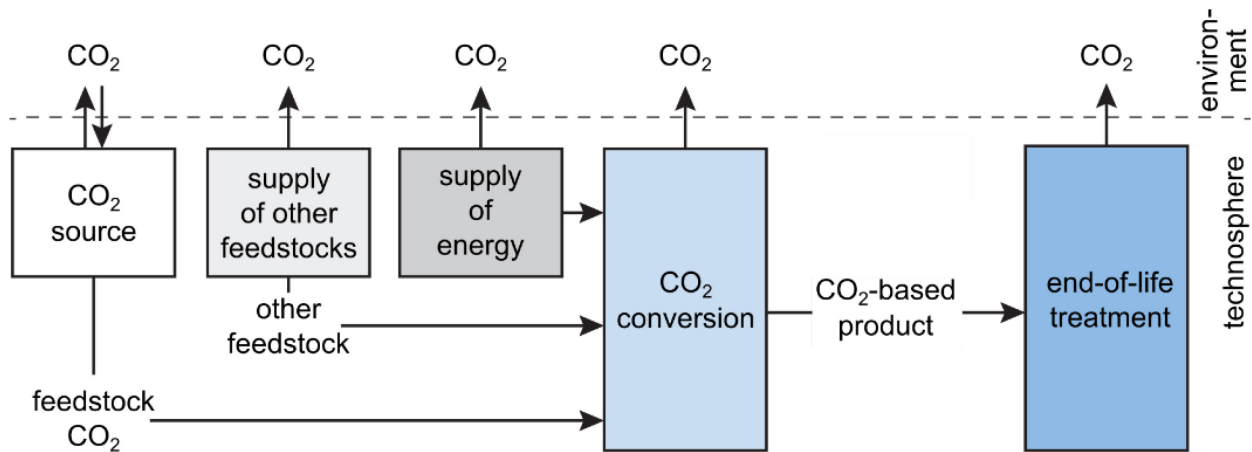 CO₂
CO₂
CO₂
CO₂
CO₂
environ-
ment
CO₂
source
supply
of other
feedstocks
supply
of
energy
CO₂
conversion
CO₂-based
product
end-of-life
treatment
technosphere
other
feedstock
feedstock
CO₂